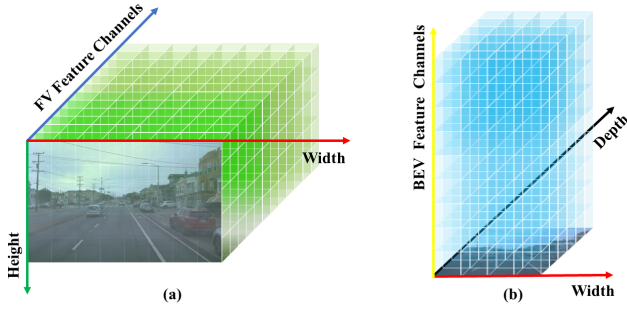 FV Feature Channels
Width
Height
(a)
BEV Feature Channels
Depth
Width
(b)